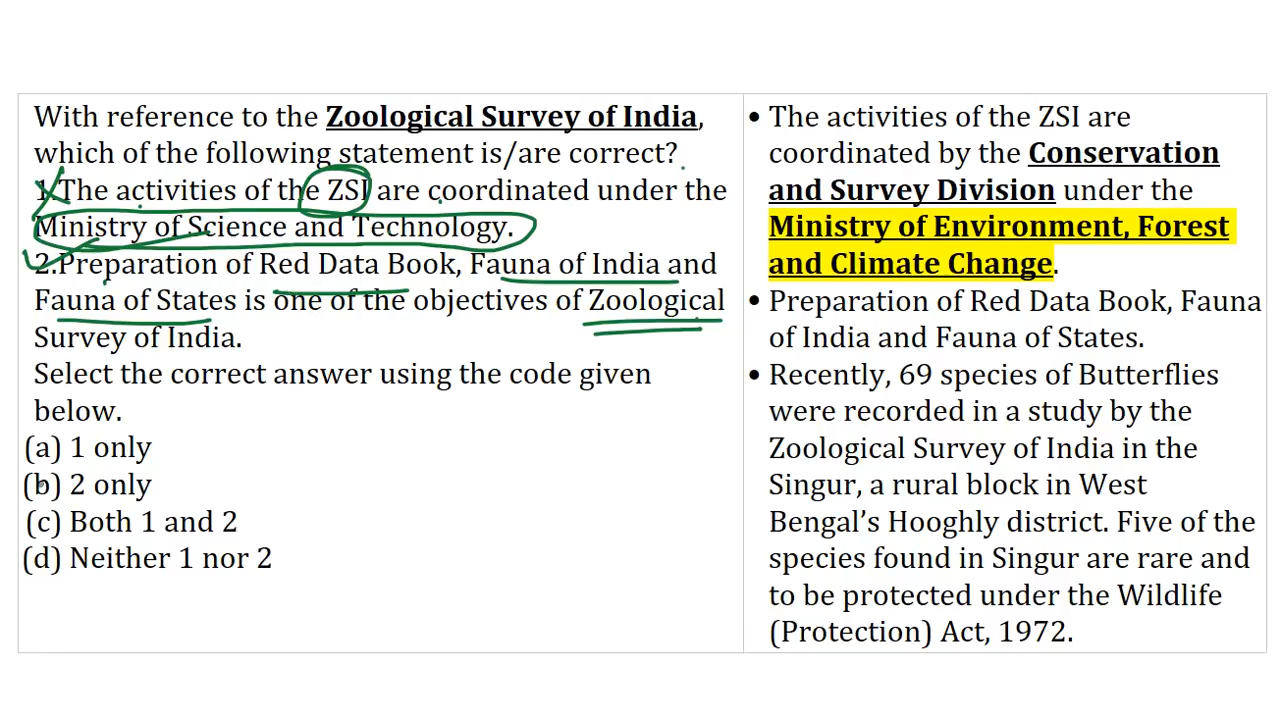 With reference to the Zoological Survey of India,
which of the following statement is/are correct?
1.The activities of the ZSI are coordinated under the
Ministry of Science and Technology.
2.Preparation of Red Data Book, Fauna of India and
Fauna of States is one of the objectives of Zoological
Survey of India.
Select the correct answer using the code given
below.
(a) 1 only
(b) 2 only
(c) Both 1 and 2
(d) Neither 1 nor 2
• The activities of the ZSI are
coordinated by the Conservation
and Survey Division under the
Ministry of Environment, Forest
and Climate Change.
• Preparation of Red Data Book, Fauna
of India and Fauna of States.
• Recently, 69 species of Butterflies
were recorded in a study by the
Zoological Survey of India in the
Singur, a rural block in West
Bengal’s Hooghly district. Five of the
species found in Singur are rare and
to be protected under the Wildlife
(Protection) Act, 1972.